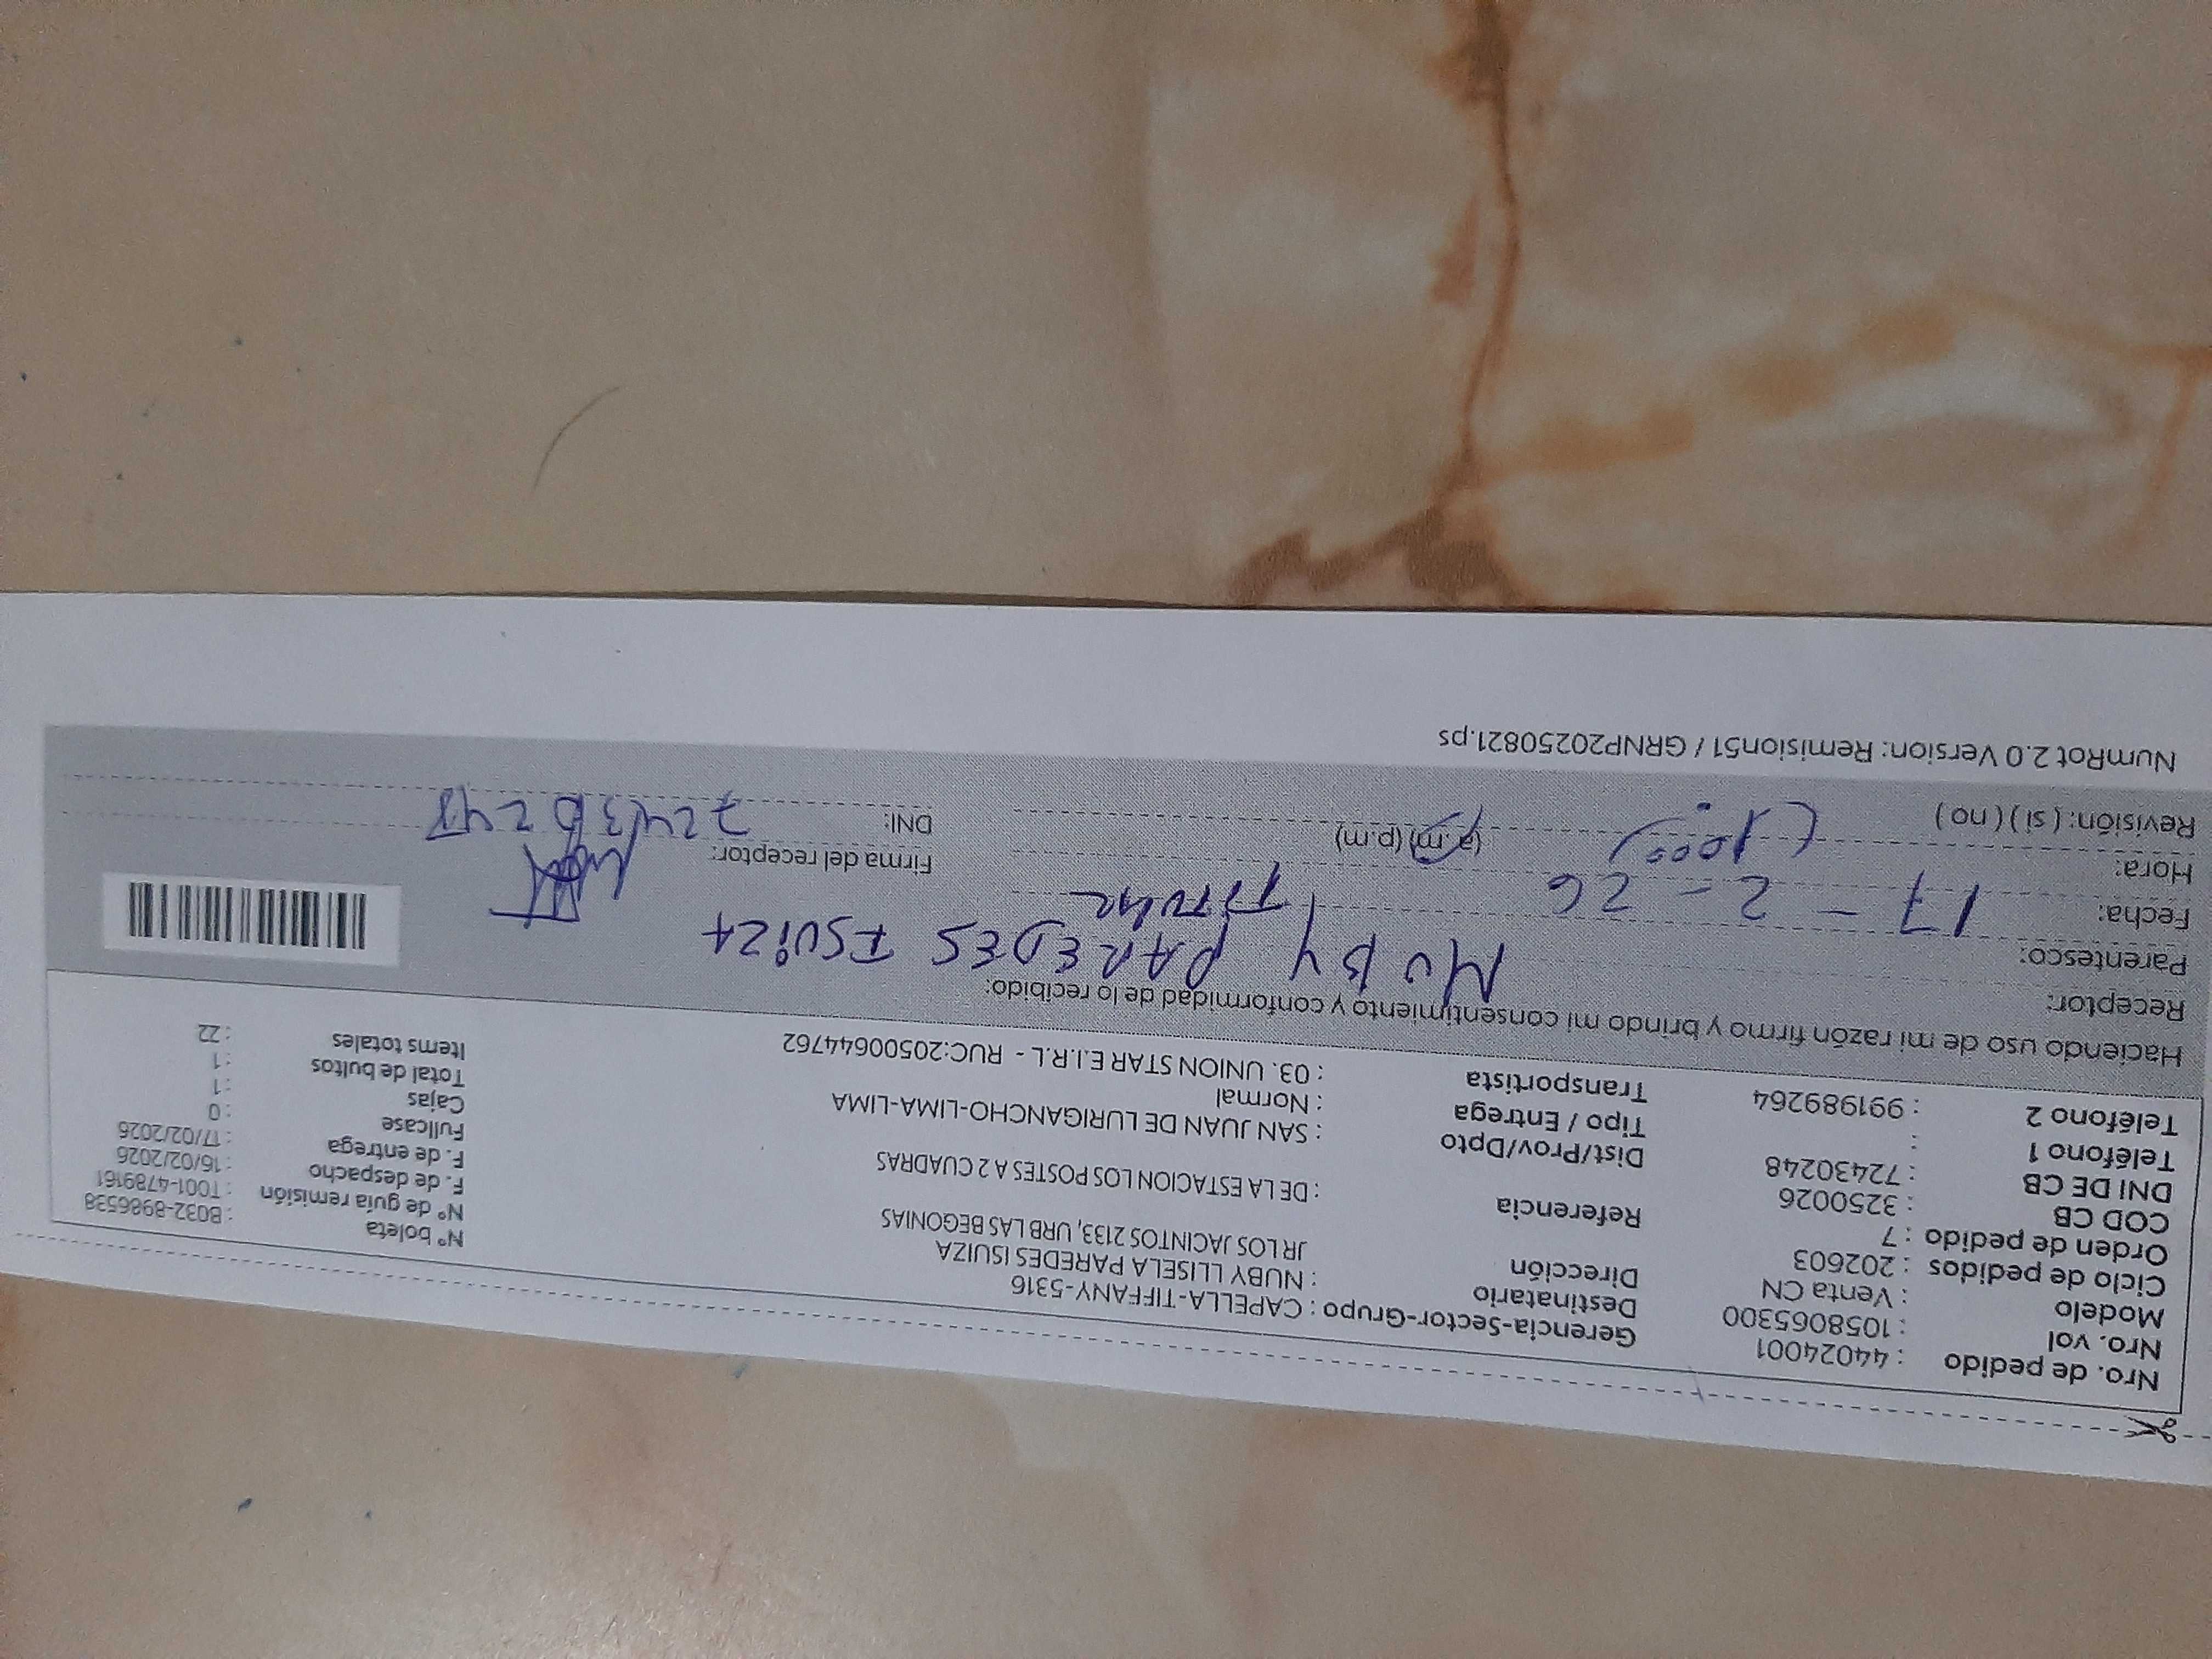 Nro. de pedido : 44024001
Nro. vol : 1058065300
Modelo : Venta CN
Ciclo de pedidos : 202603
Orden de pedido : 7
COD CB : 3250026
DNI DE CB : 72430248
Teléfono 1 :
Teléfono 2 : 991989264
Gerencia-Sector-Grupo : CAPELLA-TIFFANY-5316
Destinatario : NUBY LLISELA PAREDES ISUIZA
Dirección JR LOS JACINTOS 2133, URB LAS BEGONIAS
Referencia : DE LA ESTACION LOS POSTES A 2 CUADRAS
Dist/Prov/Dpto : SAN JUAN DE LURIGANCHO-LIMA-LIMA
Tipo / Entrega : Normal
Transportista : 03. UNION STAR E.I.R.L - RUC:20500644762
Nº boleta : B032-8986538
Nº de guía remisión : T001-4789161
F. de despacho : 16/02/2026
F. de entrega : 17/02/2026
Fullcase : 0
Cajas : 1
Total de bultos : 1
Items totales : 22
Haciendo uso de mi razón firmo y brindo mi consentimiento y conformidad de lo recibido:
Receptor: NUBY PAREDES ISUiZA
Parentesco: Titular
Fecha: 17 - 2 - 26
Hora: (a.m) (p.m)
Revisión: ( si ) ( no )
Firma del receptor:
DNI: 72430248
NumRot 2.0 Version: Remision51 / GRNP20250821.ps